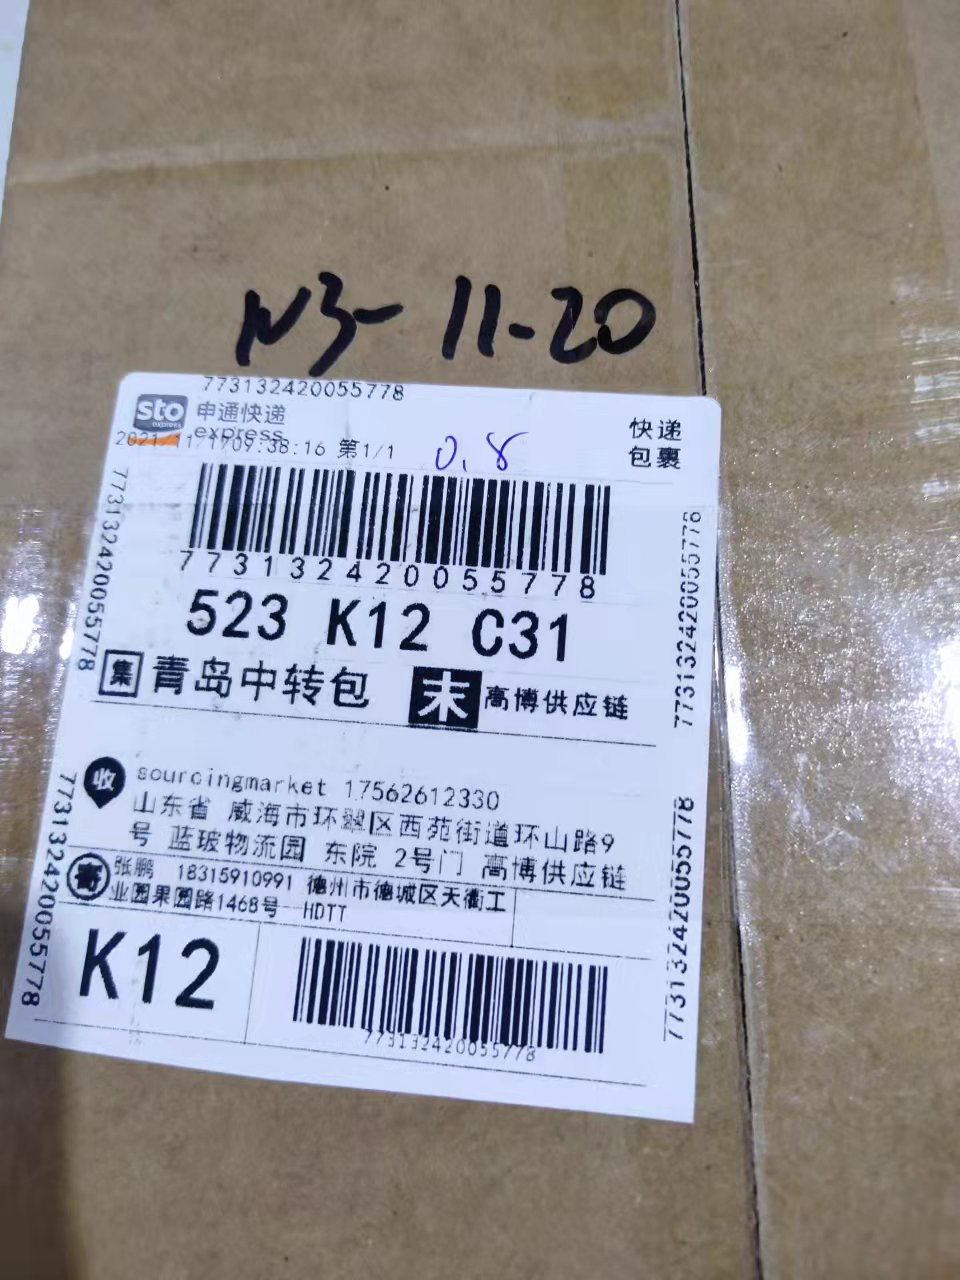 N3-11-20
773132420055778
sto
express
申通快递
express
快递
包裹
2021/11/17 09:38:16 第1/1
0.8
773132420055778
773132420055778
773132420055778
523 K12 C31
集 青岛中转包 末 高博供应链
收 sourcingmarket 17562612330
山东省 威海市环翠区西苑街道环山路9
号 蓝玻物流园 东院 2号门 高博供应链
773132420055778
773132420055778
寄 张鹏 18315910991 德州市德城区天衢工
业园果园路1468号 HDTT
K12
773132420055778